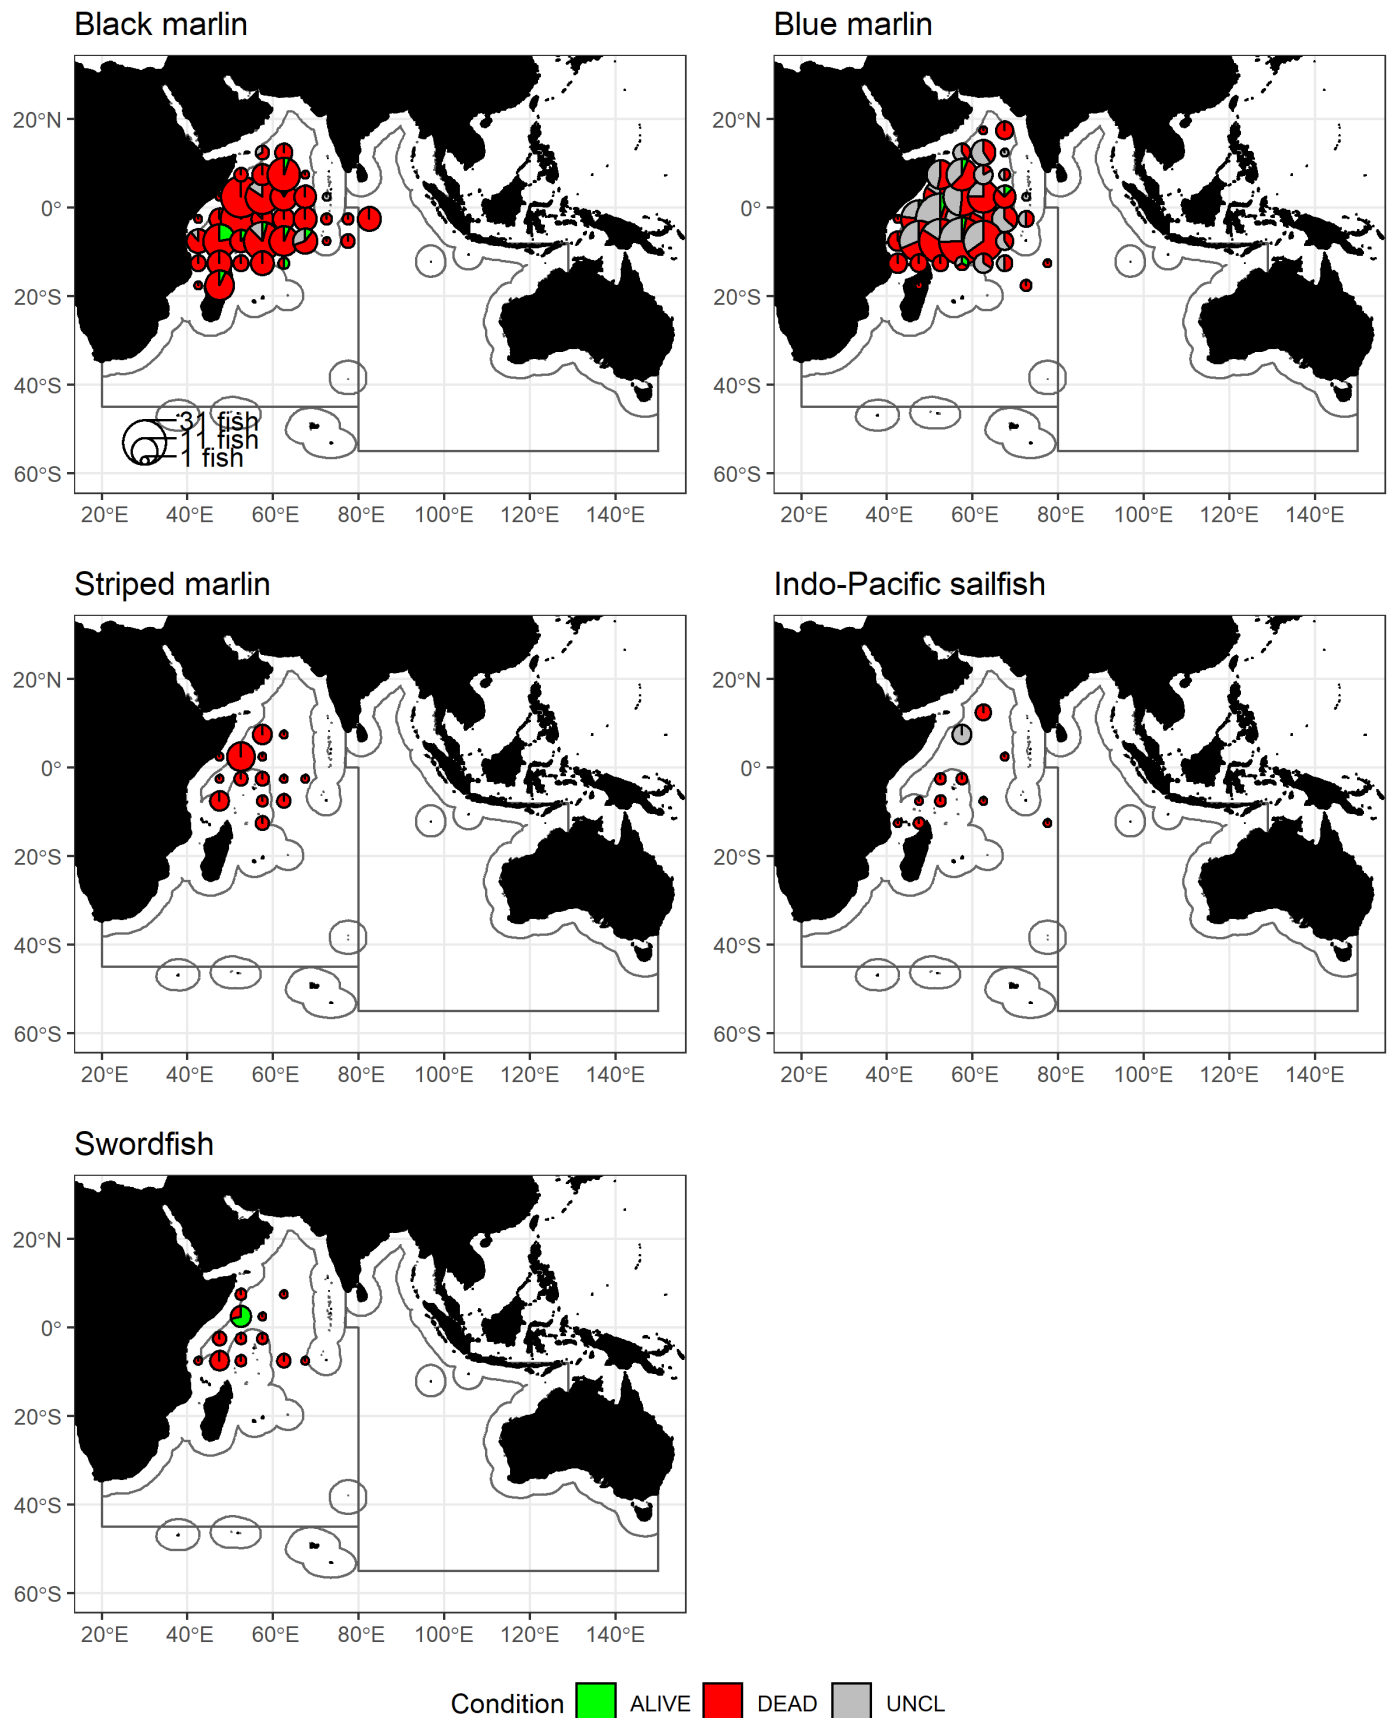 Black marlin
Blue marlin
20°N
0°
20°S
40°S
60°S
31 fish
11 fish
1 fish
20°E 40°E 60°E 80°E 100°E 120°E 140°E
20°N
0°
20°S
40°S
60°S
20°E 40°E 60°E 80°E 100°E 120°E 140°E
Striped marlin
Indo-Pacific sailfish
20°N
0°
20°S
40°S
60°S
20°E 40°E 60°E 80°E 100°E 120°E 140°E
20°N
0°
20°S
40°S
60°S
20°E 40°E 60°E 80°E 100°E 120°E 140°E
Swordfish
20°N
0°
20°S
40°S
60°S
20°E 40°E 60°E 80°E 100°E 120°E 140°E
Condition ALIVE DEAD UNCL